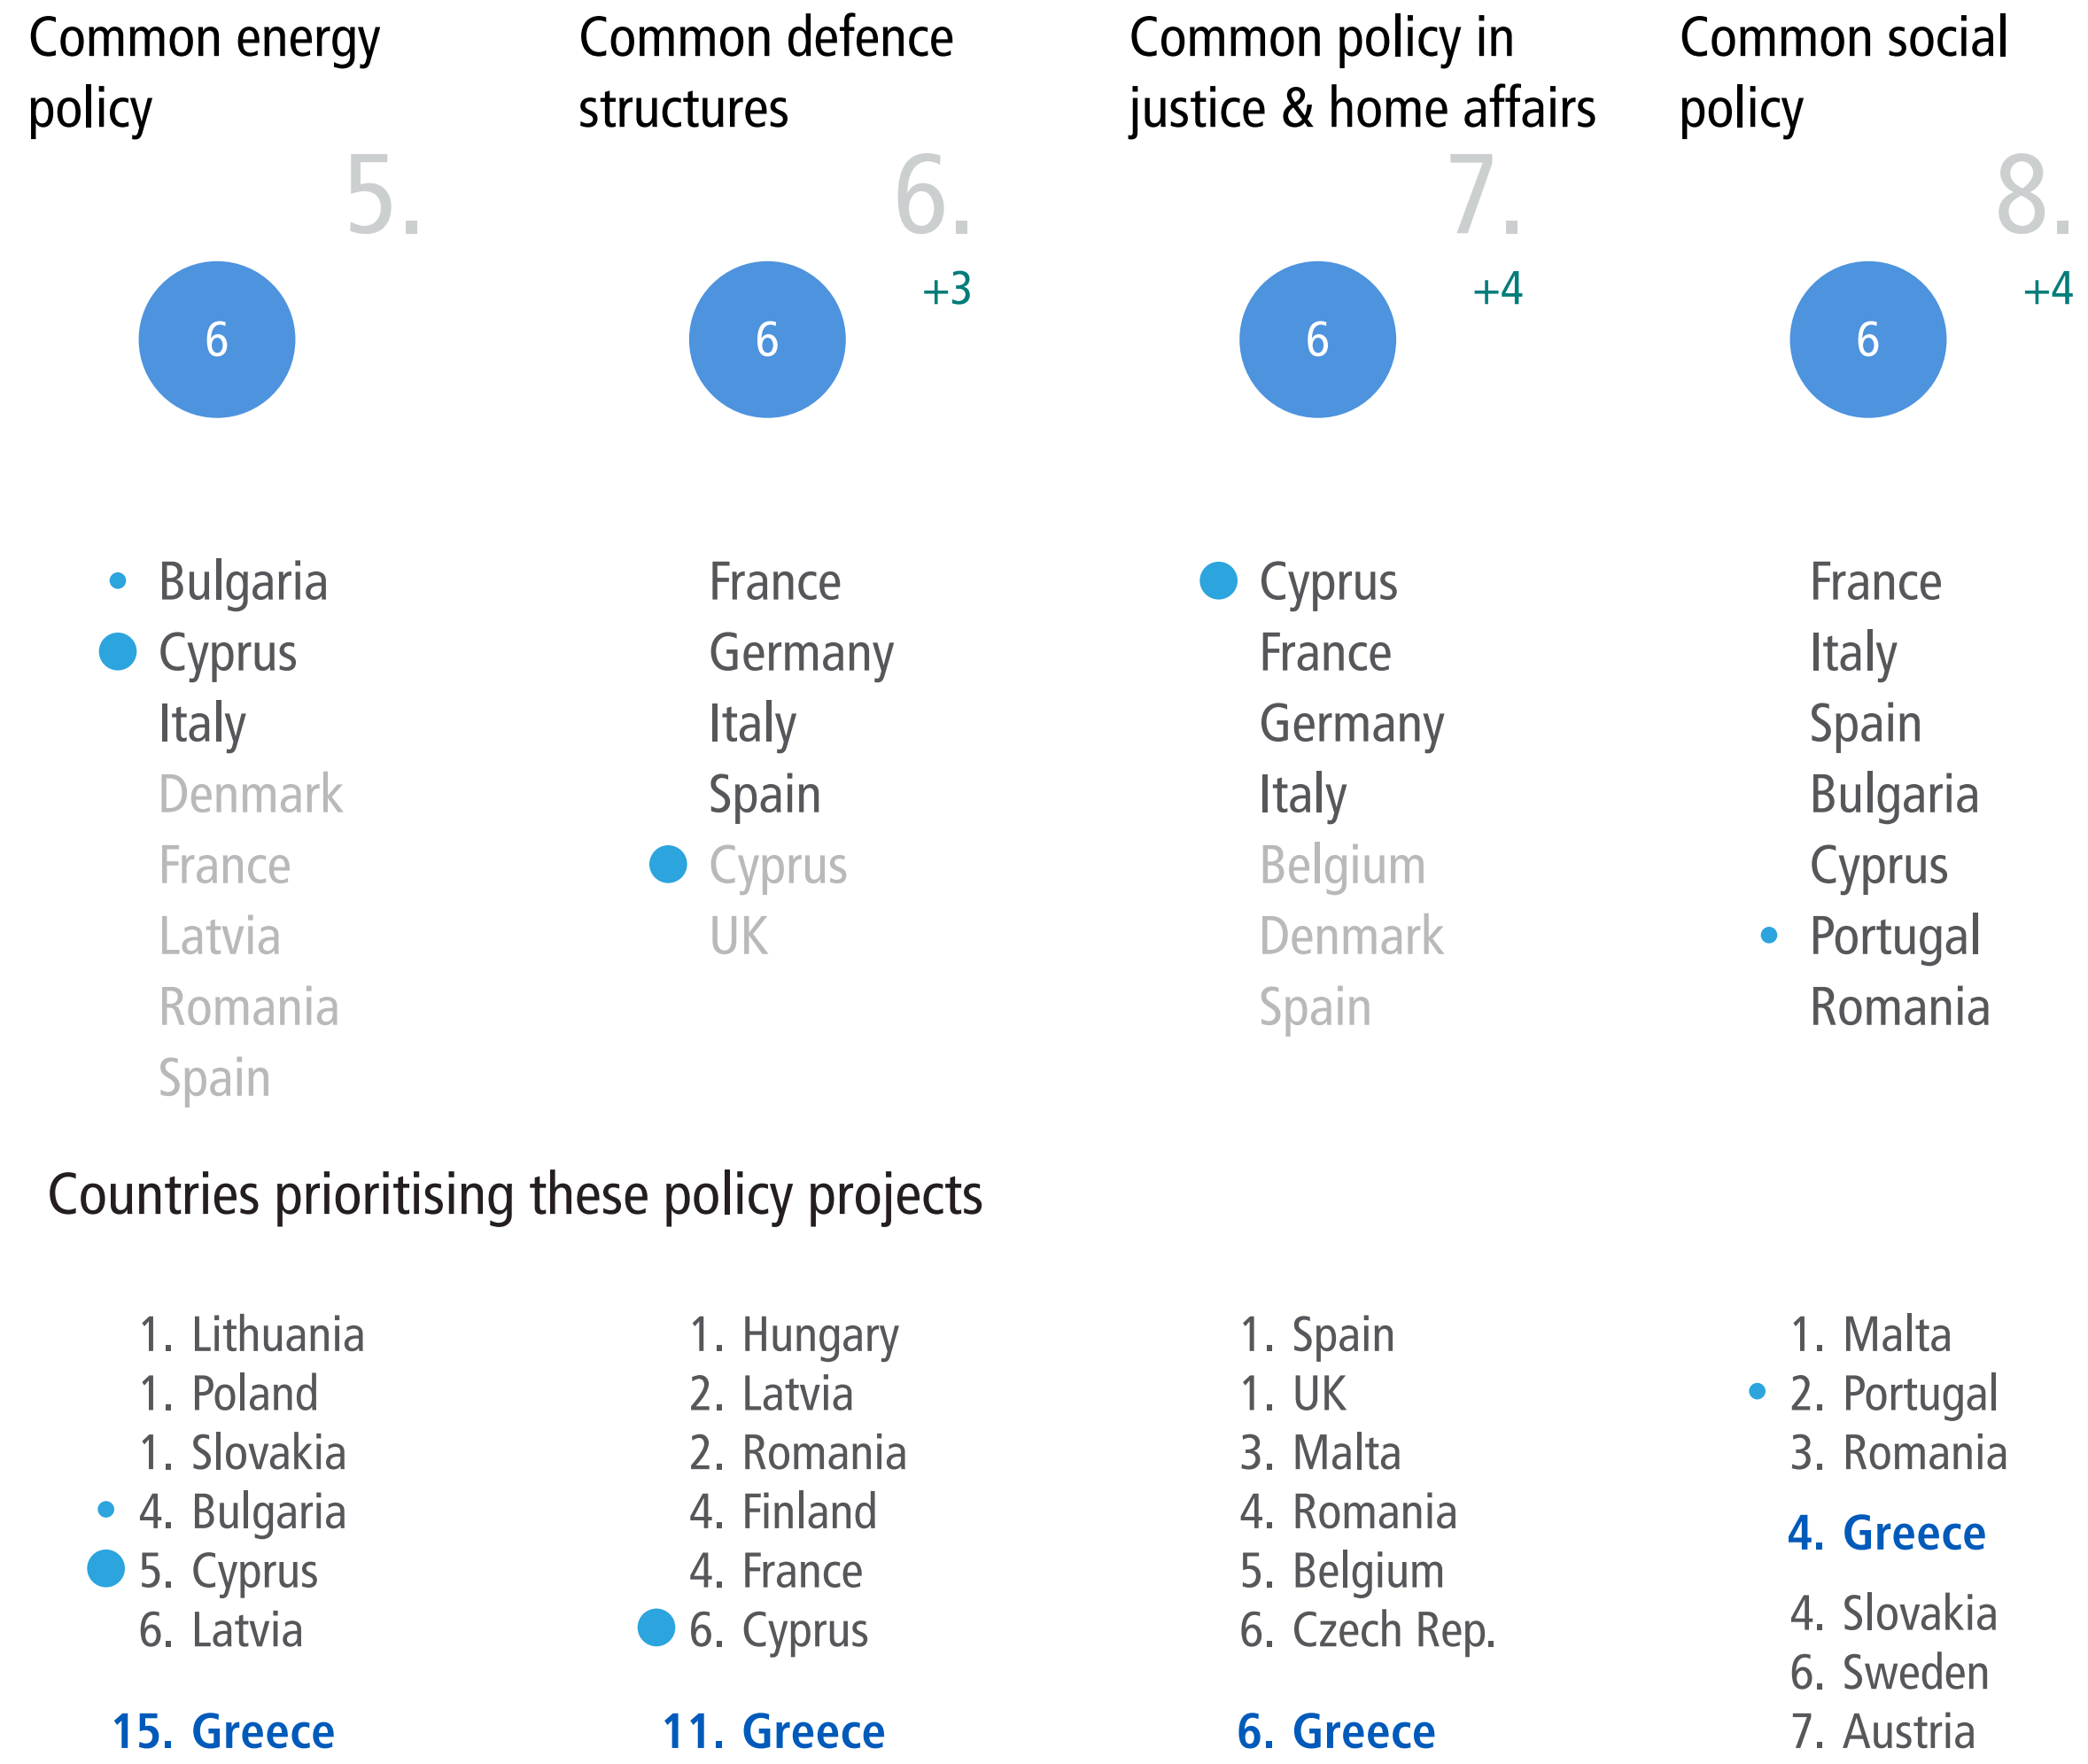 Common energy
policy
5.
6
Bulgaria
Cyprus
Italy
Denmark
France
Latvia
Romania
Spain
Common defence
structures
6.
+3
6
France
Germany
Italy
Spain
Cyprus
UK
Common policy in
justice & home affairs
7.
+4
6
Cyprus
France
Germany
Italy
Belgium
Denmark
Spain
Common social
policy
8.
+4
6
France
Italy
Spain
Bulgaria
Cyprus
Portugal
Romania
Countries prioritising these policy projects
1. Lithuania
1. Poland
1. Slovakia
4. Bulgaria
5. Cyprus
6. Latvia
15. Greece
1. Hungary
2. Latvia
2. Romania
4. Finland
4. France
6. Cyprus
11. Greece
1. Spain
1. UK
3. Malta
4. Romania
5. Belgium
6. Czech Rep.
6. Greece
1. Malta
2. Portugal
3. Romania
4. Greece
4. Slovakia
6. Sweden
7. Austria